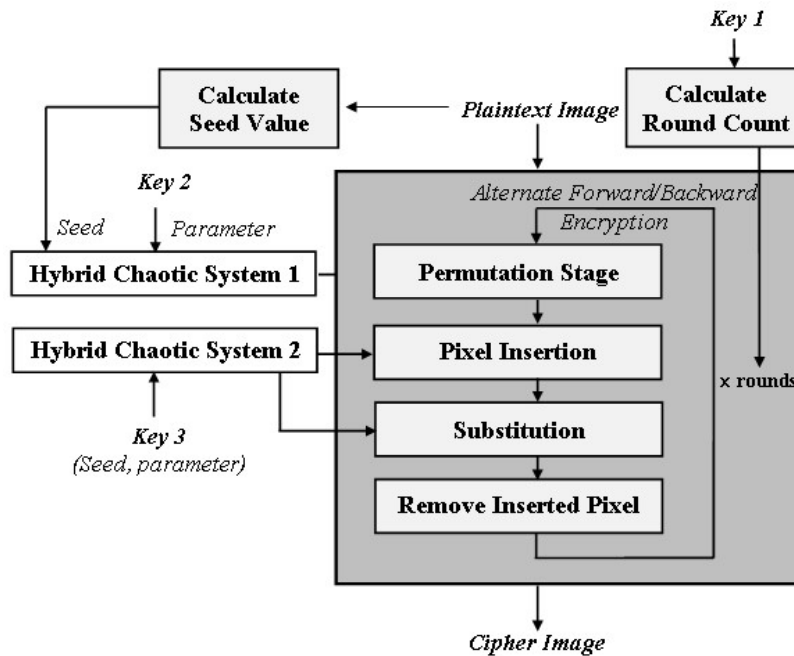 Key 1
Calculate
Seed Value
Plaintext Image
Calculate
Round Count
Key 2
Alternate Forward/Backward
Encryption
Seed
Parameter
Hybrid Chaotic System 1
Permutation Stage
Hybrid Chaotic System 2
Pixel Insertion
x rounds
Key 3
(Seed, parameter)
Substitution
Remove Inserted Pixel
Cipher Image